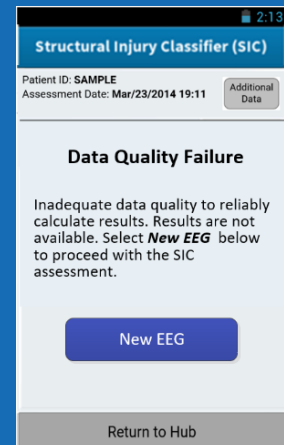 2:13
Structural Injury Classifier (SIC)
Patient ID: SAMPLE
Assessment Date: Mar/23/2014 19:11
Additional
Data
Data Quality Failure
Inadequate data quality to reliably
calculate results. Results are not
available. Select New EEG below
to proceed with the SIC
assessment.
New EEG
Return to Hub